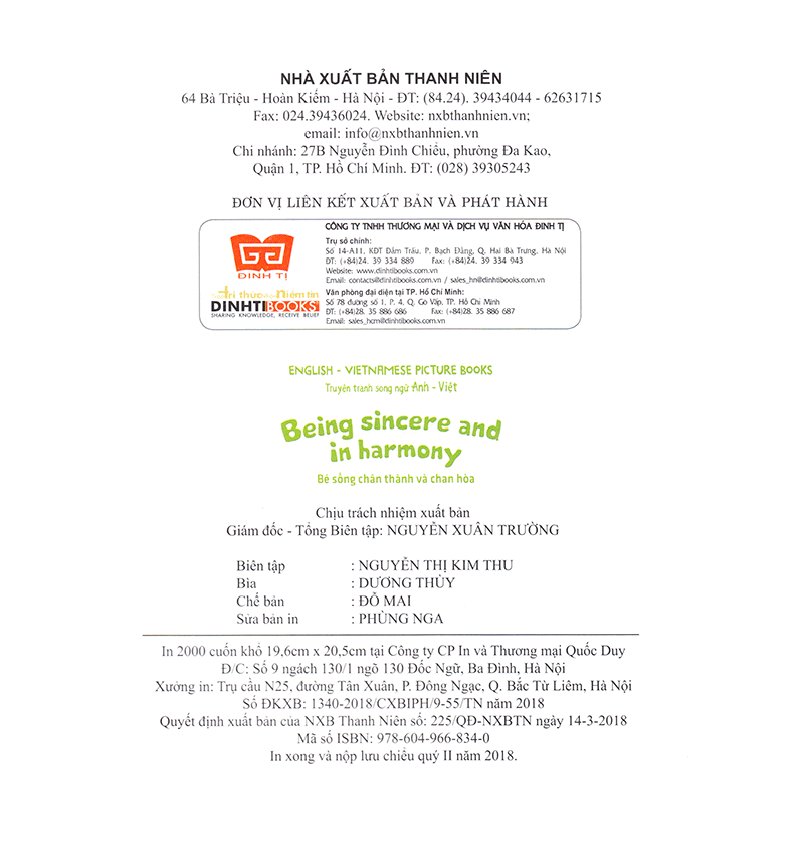 NHÀ XUẤT BẢN THANH NIÊN
64 Bà Triệu - Hoàn Kiếm - Hà Nội - ĐT: (84.24). 39434044 - 62631715
Fax: 024.39436024. Website: nxbthanhnien.vn;
email: info@nxbthanhnien.vn
Chi nhánh: 27B Nguyễn Đình Chiểu, phường Đa Kao,
Quận 1, TP. Hồ Chí Minh. ĐT: (028) 39305243
ĐƠN VỊ LIÊN KẾT XUẤT BẢN VÀ PHÁT HÀNH
ĐINH TỊ
tri thức niềm tin
DINHTIBOOKS
SHARING KNOWLEDGE, RECEIVE BELIEF
CÔNG TY TNHH THƯƠNG MẠI VÀ DỊCH VỤ VĂN HÓA ĐINH TỊ
Trụ sở chính:
Số 14-A11, KĐT Đầm Trấu, P. Bạch Đằng, Q. Hai Bà Trưng, Hà Nội
ĐT: (+84)24. 39 334 889 Fax: (+84)24. 39 334 943
Website: www.dinhtibooks.com.vn
Email: contacts@dinhtibooks.com.vn / sales_hn@dinhtibooks.com.vn
Văn phòng đại diện tại TP. Hồ Chí Minh:
Số 78 đường số 1, P. 4, Q. Gò Vấp, TP. Hồ Chí Minh
ĐT: (+84)28. 35 886 686 Fax: (+84)28. 35 886 687
Email: sales_hcm@dinhtibooks.com.vn
ENGLISH - VIETNAMESE PICTURE BOOKS
Truyện tranh song ngữ Anh - Việt
Being sincere and
in harmony
Bé sống chân thành và chan hòa
Chịu trách nhiệm xuất bản
Giám đốc - Tổng Biên tập: NGUYỄN XUÂN TRƯỜNG
Biên tập : NGUYỄN THỊ KIM THU
Bìa : DƯƠNG THÙY
Chế bản : ĐỖ MAI
Sửa bản in : PHÙNG NGA
In 2000 cuốn khổ 19,6cm x 20,5cm tại Công ty CP In và Thương mại Quốc Duy
Đ/C: Số 9 ngách 130/1 ngõ 130 Đốc Ngữ, Ba Đình, Hà Nội
Xưởng in: Trụ cầu N25, đường Tân Xuân, P. Đông Ngạc, Q. Bắc Từ Liêm, Hà Nội
Số ĐKXB: 1340-2018/CXBIPH/9-55/TN năm 2018
Quyết định xuất bản của NXB Thanh Niên số: 225/QĐ-NXBTN ngày 14-3-2018
Mã số ISBN: 978-604-966-834-0
In xong và nộp lưu chiểu quý II năm 2018.